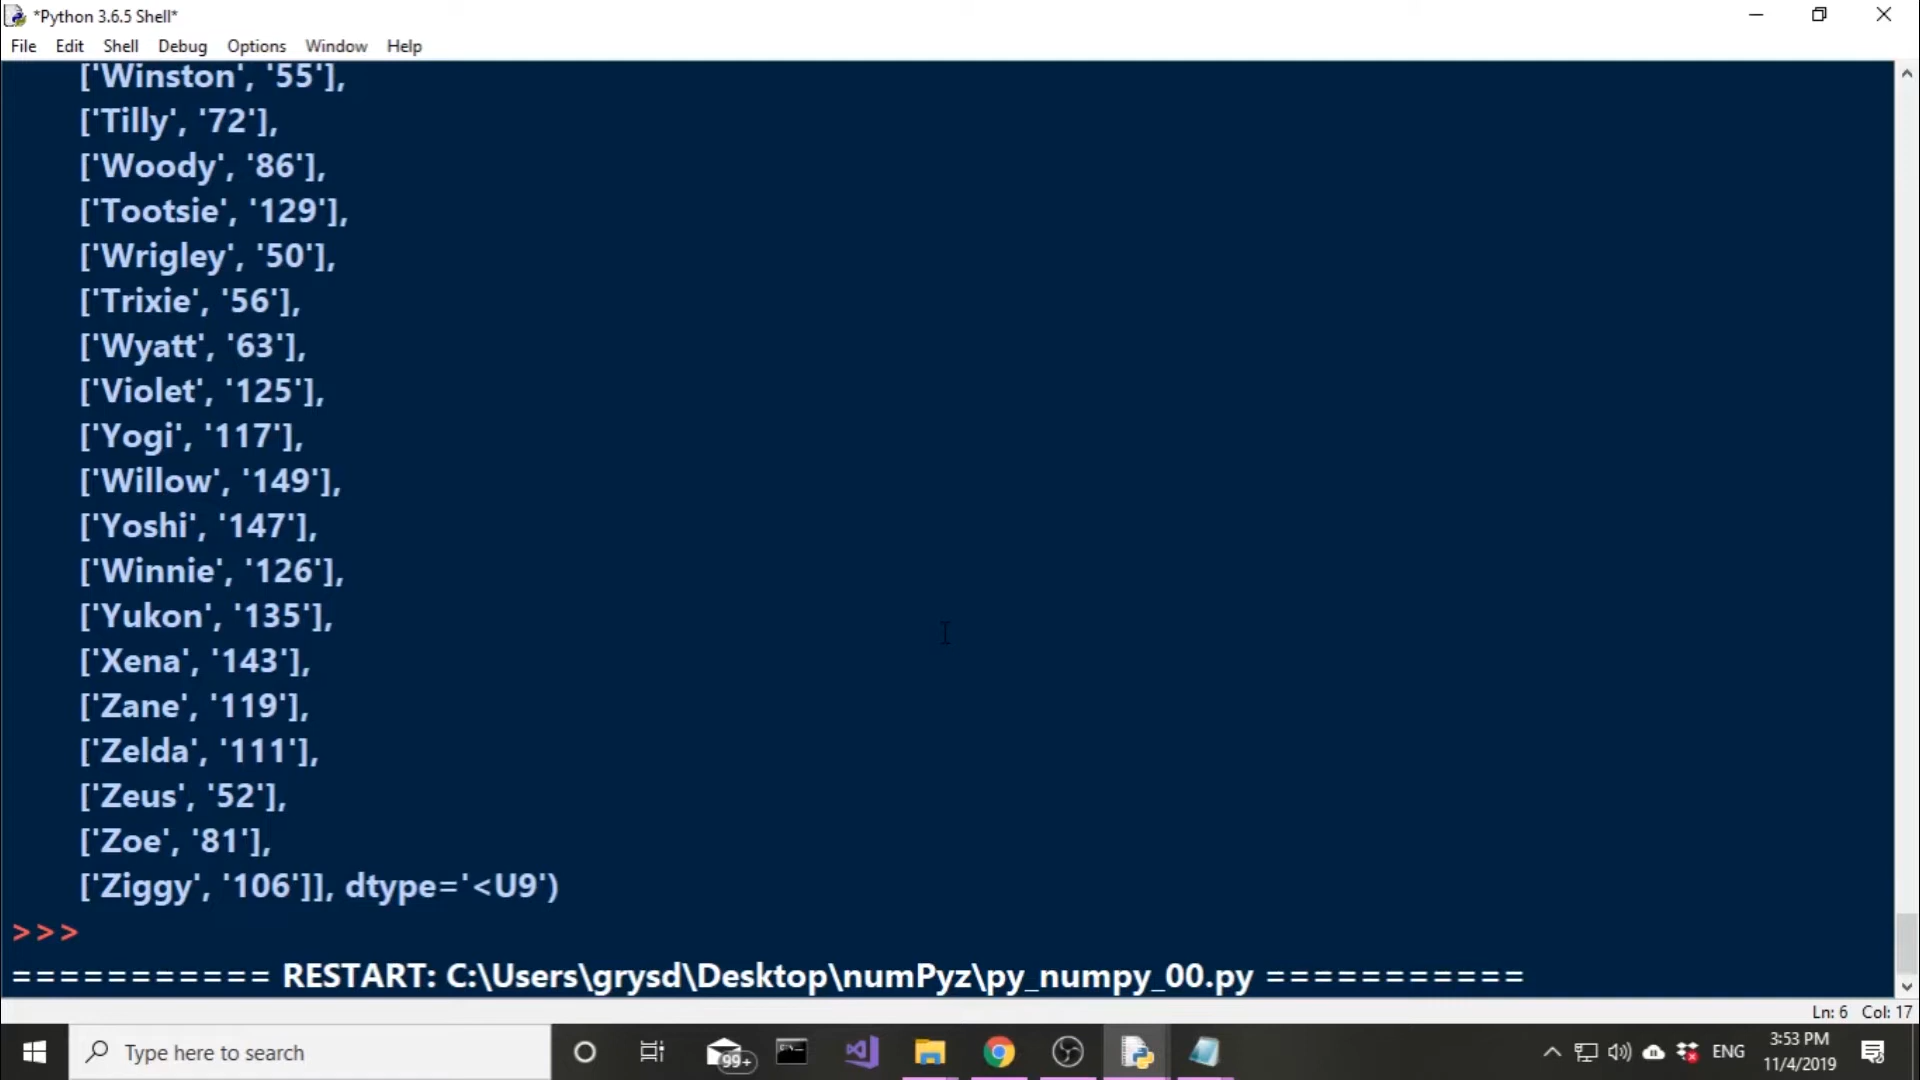 *Python 3.6.5 Shell*
File Edit Shell Debug Options Window Help
['Winston', '55'],
['Tilly', '72'],
['Woody', '86'],
['Tootsie', '129'],
['Wrigley', '50'],
['Trixie', '56'],
['Wyatt', '63'],
['Violet', '125'],
['Yogi', '117'],
['Willow', '149'],
['Yoshi', '147'],
['Winnie', '126'],
['Yukon', '135'],
['Xena', '143'],
['Zane', '119'],
['Zelda', '111'],
['Zeus', '52'],
['Zoe', '81'],
['Ziggy', '106']], dtype='<U9')
>>>
=========== RESTART: C:\Users\grysd\Desktop\numPyz\py_numpy_00.py ===========
Ln: 6 Col: 17
Type here to search
99+
ENG
3:53 PM
11/4/2019